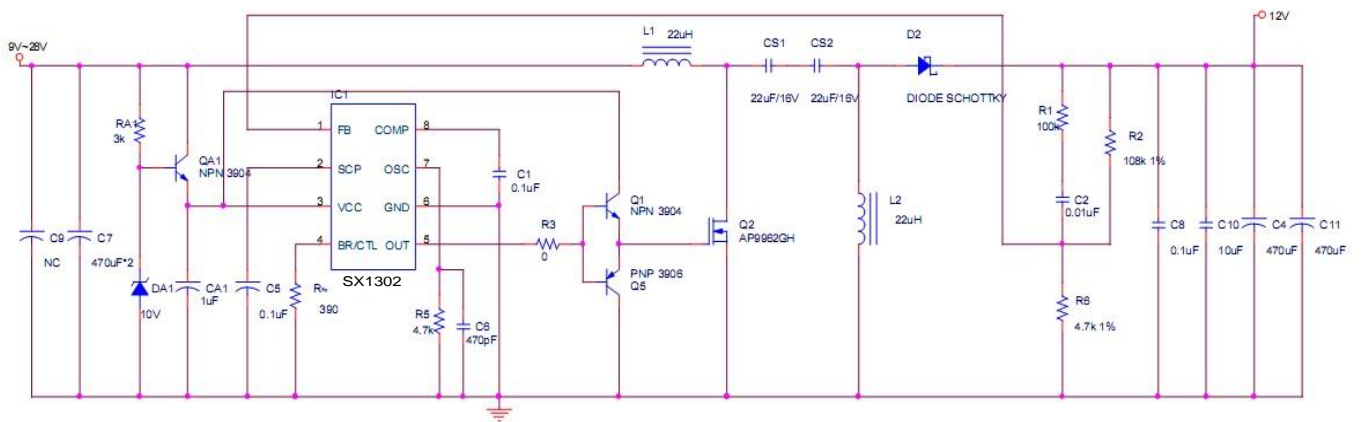 12V
9V~28V
L1 22uH
CS1 CS2
D2
22uF/16V 22uF/16V
DIODE SCHOTTKY
IC1
RA1
3k
QA1
NPN 3904
1 FB COMP 8
2 SCP OSC 7
3 VCC GND 6
4 BR/CTL OUT 5
SX1302
C1
0.1uF
R3
0
Q1
NPN 3904
PNP 3906
Q5
Q2
AP9962GH
L2
22uH
R1
100k
R2
108k 1%
C2
0.01uF
R6
4.7k 1%
C9
NC
C7
470uF*2
DA1
10V
CA1
1uF
C5
0.1uF
390
R5
4.7k
C6
470pF
C8
0.1uF
C10
10uF
C4
470uF
C11
470uF